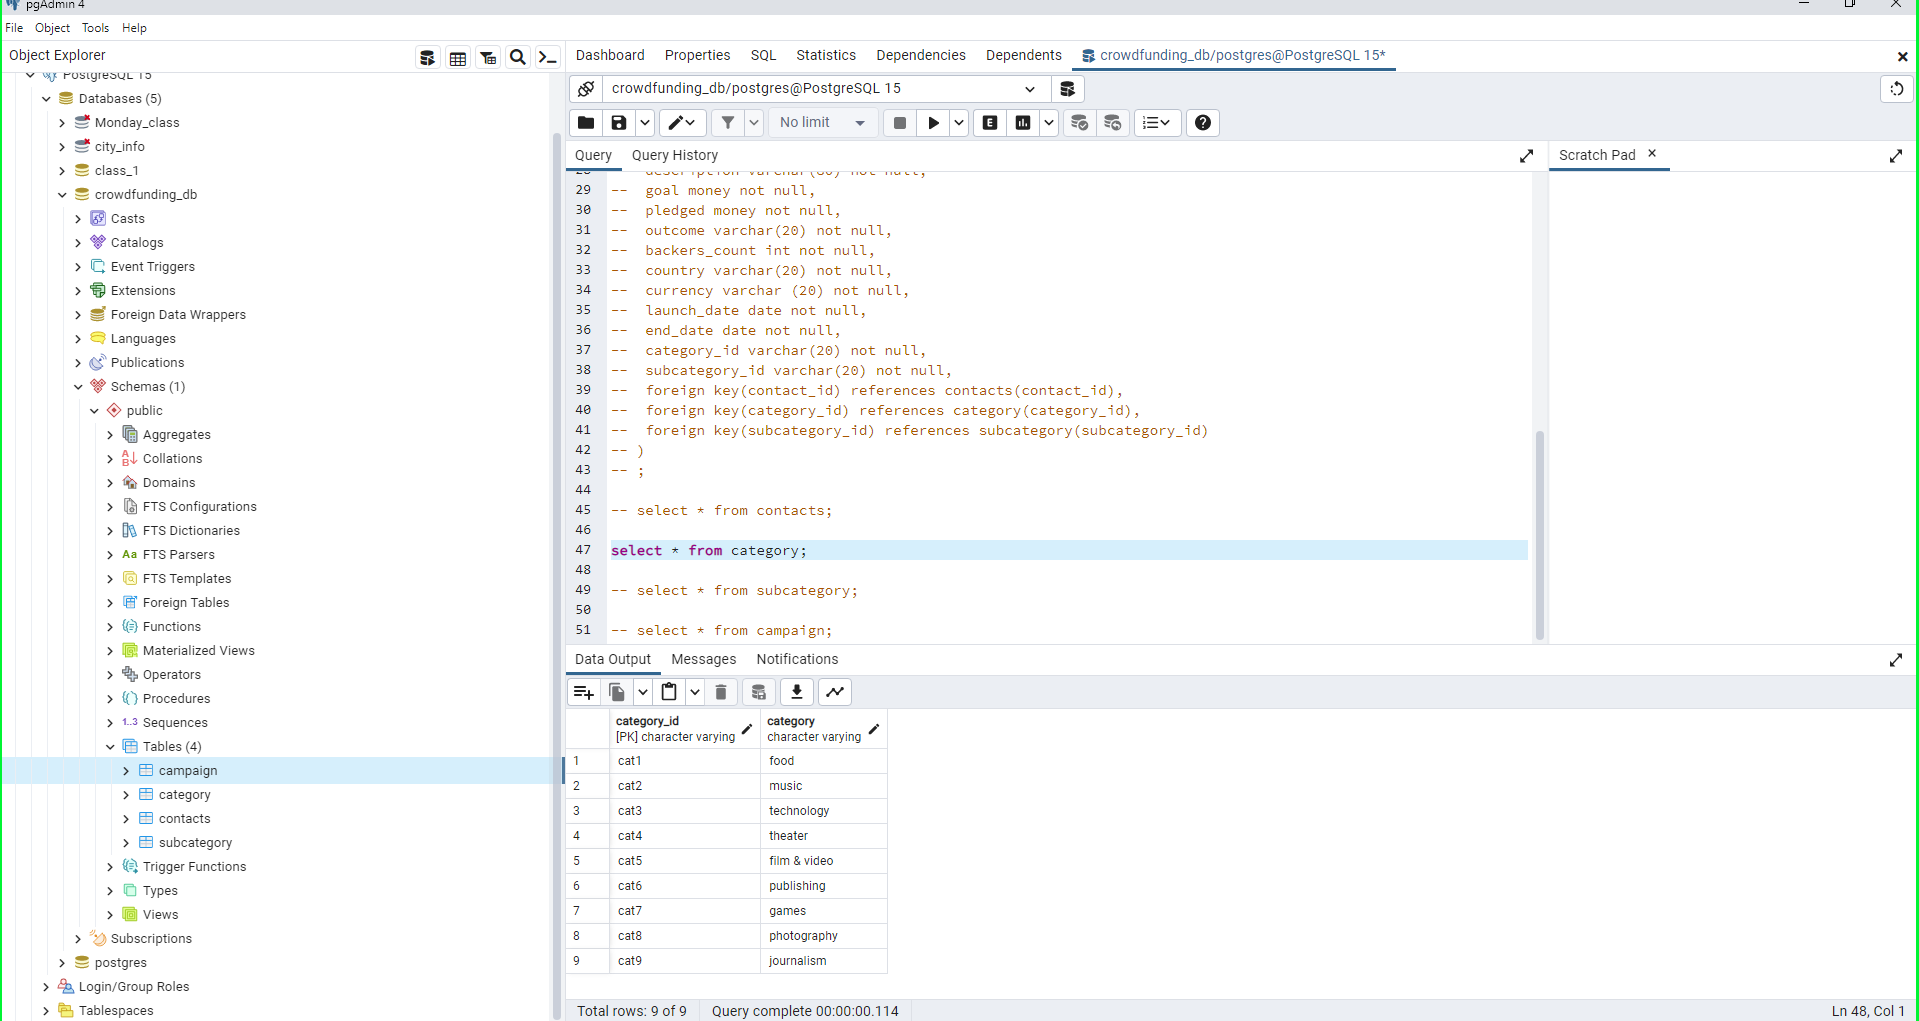 pgAdmin 4
File Object Tools Help
Object Explorer
PostgreSQL 15
Databases (5)
Monday_class
city_info
class_1
crowdfunding_db
Casts
Catalogs
Event Triggers
Extensions
Foreign Data Wrappers
Languages
Publications
Schemas (1)
public
Aggregates
Collations
Domains
FTS Configurations
FTS Dictionaries
Aa FTS Parsers
FTS Templates
Foreign Tables
Functions
Materialized Views
Operators
Procedures
1..3 Sequences
Tables (4)
campaign
category
contacts
subcategory
Trigger Functions
Types
Views
Subscriptions
postgres
Login/Group Roles
Tablespaces
Dashboard Properties SQL Statistics Dependencies Dependents crowdfunding_db/postgres@PostgreSQL 15*
crowdfunding_db/postgres@PostgreSQL 15
No limit
E
Query Query History
Scratch Pad
28 description varchar(80) not null,
29 -- goal money not null,
30 -- pledged money not null,
31 -- outcome varchar(20) not null,
32 -- backers_count int not null,
33 -- country varchar(20) not null,
34 -- currency varchar (20) not null,
35 -- launch_date date not null,
36 -- end_date date not null,
37 -- category_id varchar(20) not null,
38 -- subcategory_id varchar(20) not null,
39 -- foreign key(contact_id) references contacts(contact_id),
40 -- foreign key(category_id) references category(category_id),
41 -- foreign key(subcategory_id) references subcategory(subcategory_id)
42 -- )
43 -- ;
44
45 -- select * from contacts;
46
47 select * from category;
48
49 -- select * from subcategory;
50
51 -- select * from campaign;
Data Output Messages Notifications
category_id category
[PK] character varying character varying
1 cat1 food
2 cat2 music
3 cat3 technology
4 cat4 theater
5 cat5 film & video
6 cat6 publishing
7 cat7 games
8 cat8 photography
9 cat9 journalism
Total rows: 9 of 9 Query complete 00:00:00.114 Ln 48, Col 1